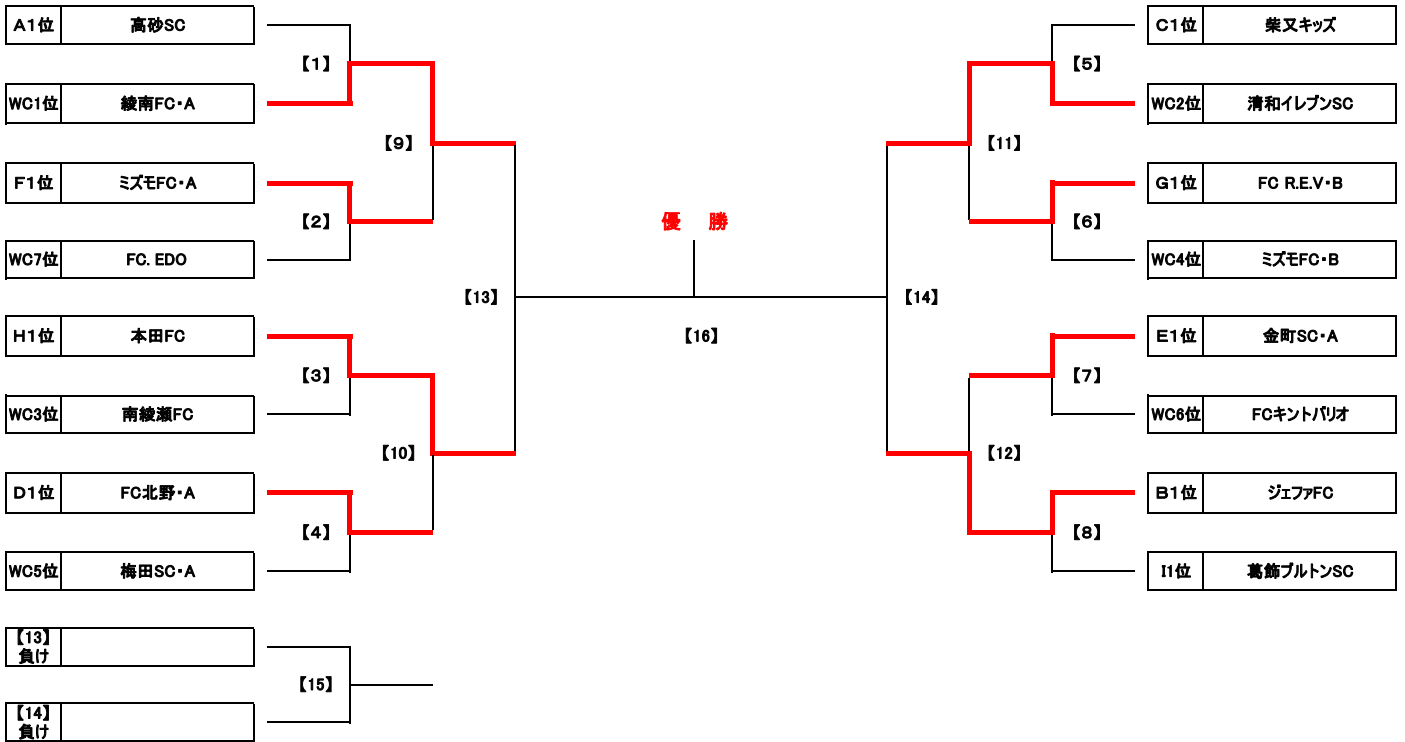 A1位 高砂SC
【1】
WC1位 綾南FC・A
【9】
F1位 ミズモFC・A
【2】
WC7位 FC. EDO
【13】
H1位 本田FC
【3】
WC3位 南綾瀬FC
【10】
D1位 FC北野・A
【4】
WC5位 梅田SC・A
【13】
負け
【15】
【14】
負け
優 勝
【16】
C1位 柴又キッズ
【5】
WC2位 清和イレブンSC
【11】
G1位 FC R.E.V・B
【6】
WC4位 ミズモFC・B
【14】
E1位 金町SC・A
【7】
WC6位 FCキントバリオ
【12】
B1位 ジェファFC
【8】
I1位 葛飾ブルトンSC